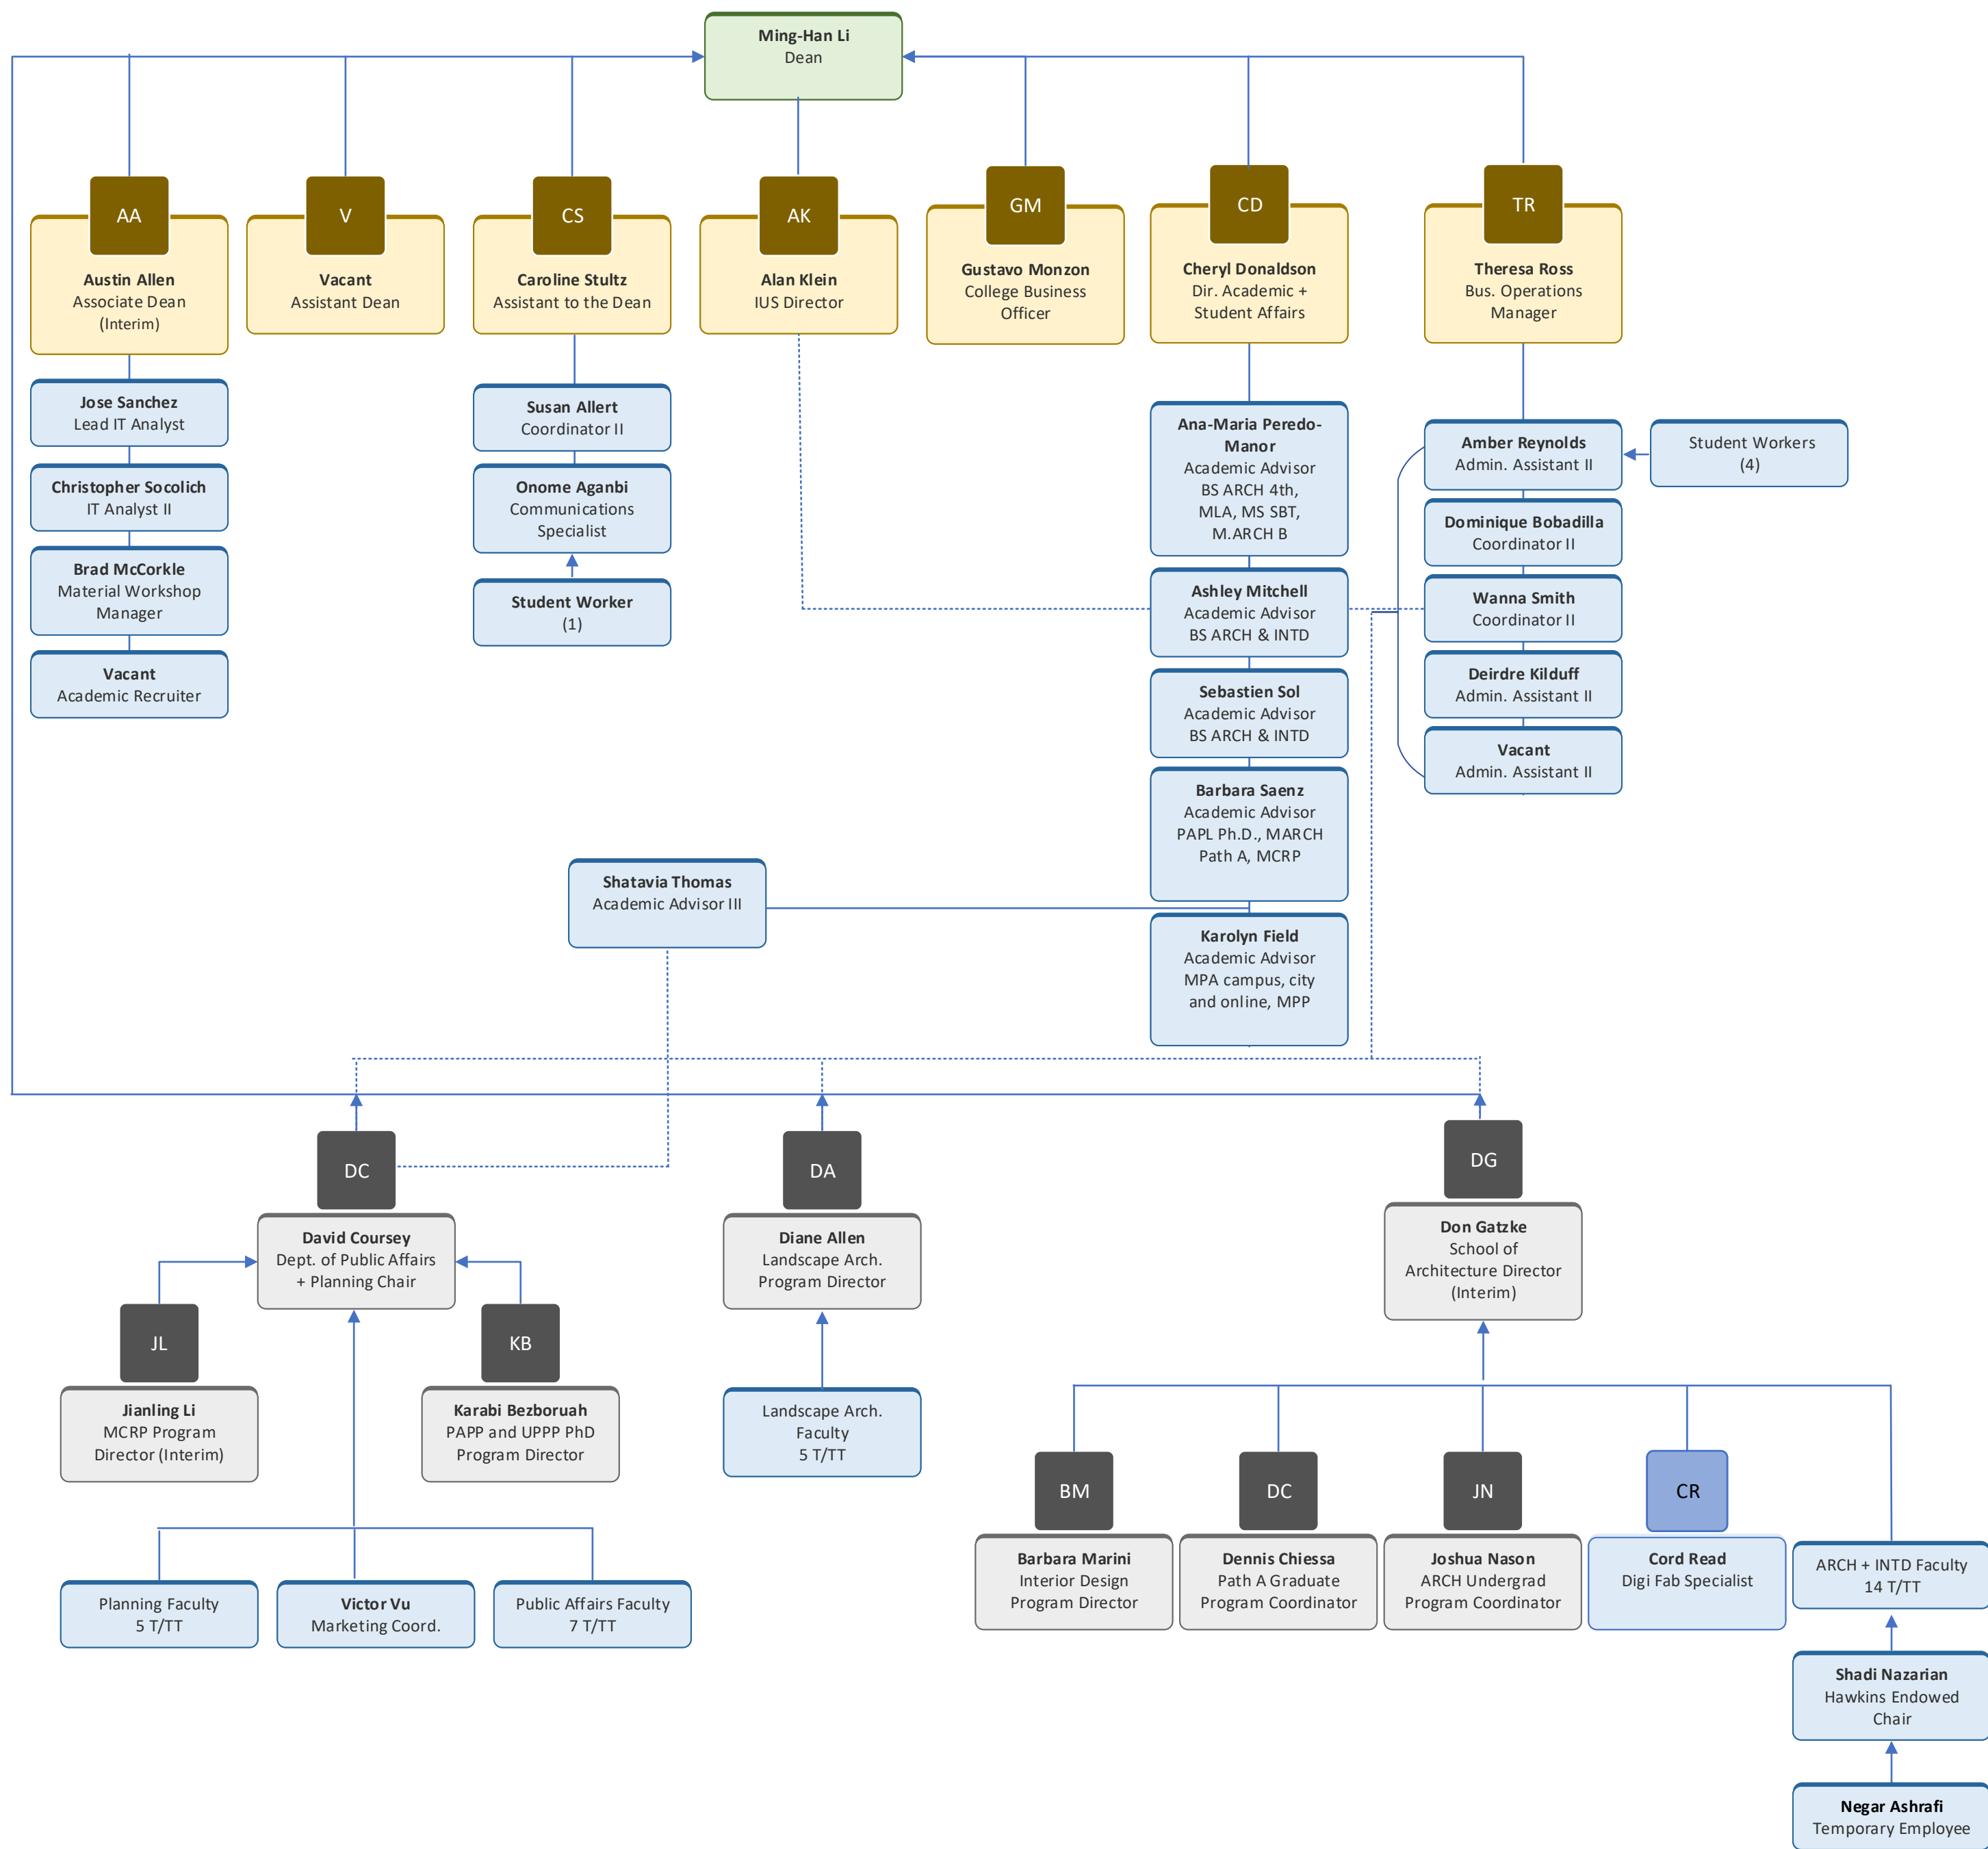 Ming-Han Li
Dean
AA
Austin Allen
Associate Dean
(Interim)
V
Vacant
Assistant Dean
CS
Caroline Stultz
Assistant to the Dean
AK
Alan Klein
IUS Director
GM
Gustavo Monzon
College Business
Officer
CD
Cheryl Donaldson
Dir. Academic +
Student Affairs
TR
Theresa Ross
Bus. Operations
Manager
Jose Sanchez
Lead IT Analyst
Christopher Socolich
IT Analyst II
Brad McCorkle
Material Workshop
Manager
Vacant
Academic Recruiter
Susan Allert
Coordinator II
Onome Aganbi
Communications
Specialist
Student Worker
(1)
Ana-Maria Peredo-
Manor
Academic Advisor
BS ARCH 4th,
MLA, MS SBT,
M.ARCH B
Ashley Mitchell
Academic Advisor
BS ARCH & INTD
Sebastien Sol
Academic Advisor
BS ARCH & INTD
Barbara Saenz
Academic Advisor
PAPL Ph.D., MARCH
Path A, MCRP
Karolyn Field
Academic Advisor
MPA campus, city
and online, MPP
Amber Reynolds
Admin. Assistant II
Student Workers
(4)
Dominique Bobadilla
Coordinator II
Wanna Smith
Coordinator II
Deirdre Kilduff
Admin. Assistant II
Vacant
Admin. Assistant II
Shatavia Thomas
Academic Advisor III
DC
David Coursey
Dept. of Public Affairs
+ Planning Chair
DA
Diane Allen
Landscape Arch.
Program Director
DG
Don Gatzke
School of
Architecture Director
(Interim)
JL
Jianling Li
MCRP Program
Director (Interim)
KB
Karabi Bezboruah
PAPP and UPPP PhD
Program Director
Landscape Arch.
Faculty
5 T/TT
Planning Faculty
5 T/TT
Victor Vu
Marketing Coord.
Public Affairs Faculty
7 T/TT
BM
Barbara Marini
Interior Design
Program Director
DC
Dennis Chiessa
Path A Graduate
Program Coordinator
JN
Joshua Nason
ARCH Undergrad
Program Coordinator
CR
Cord Read
Digi Fab Specialist
ARCH + INTD Faculty
14 T/TT
Shadi Nazarian
Hawkins Endowed
Chair
Negar Ashrafi
Temporary Employee